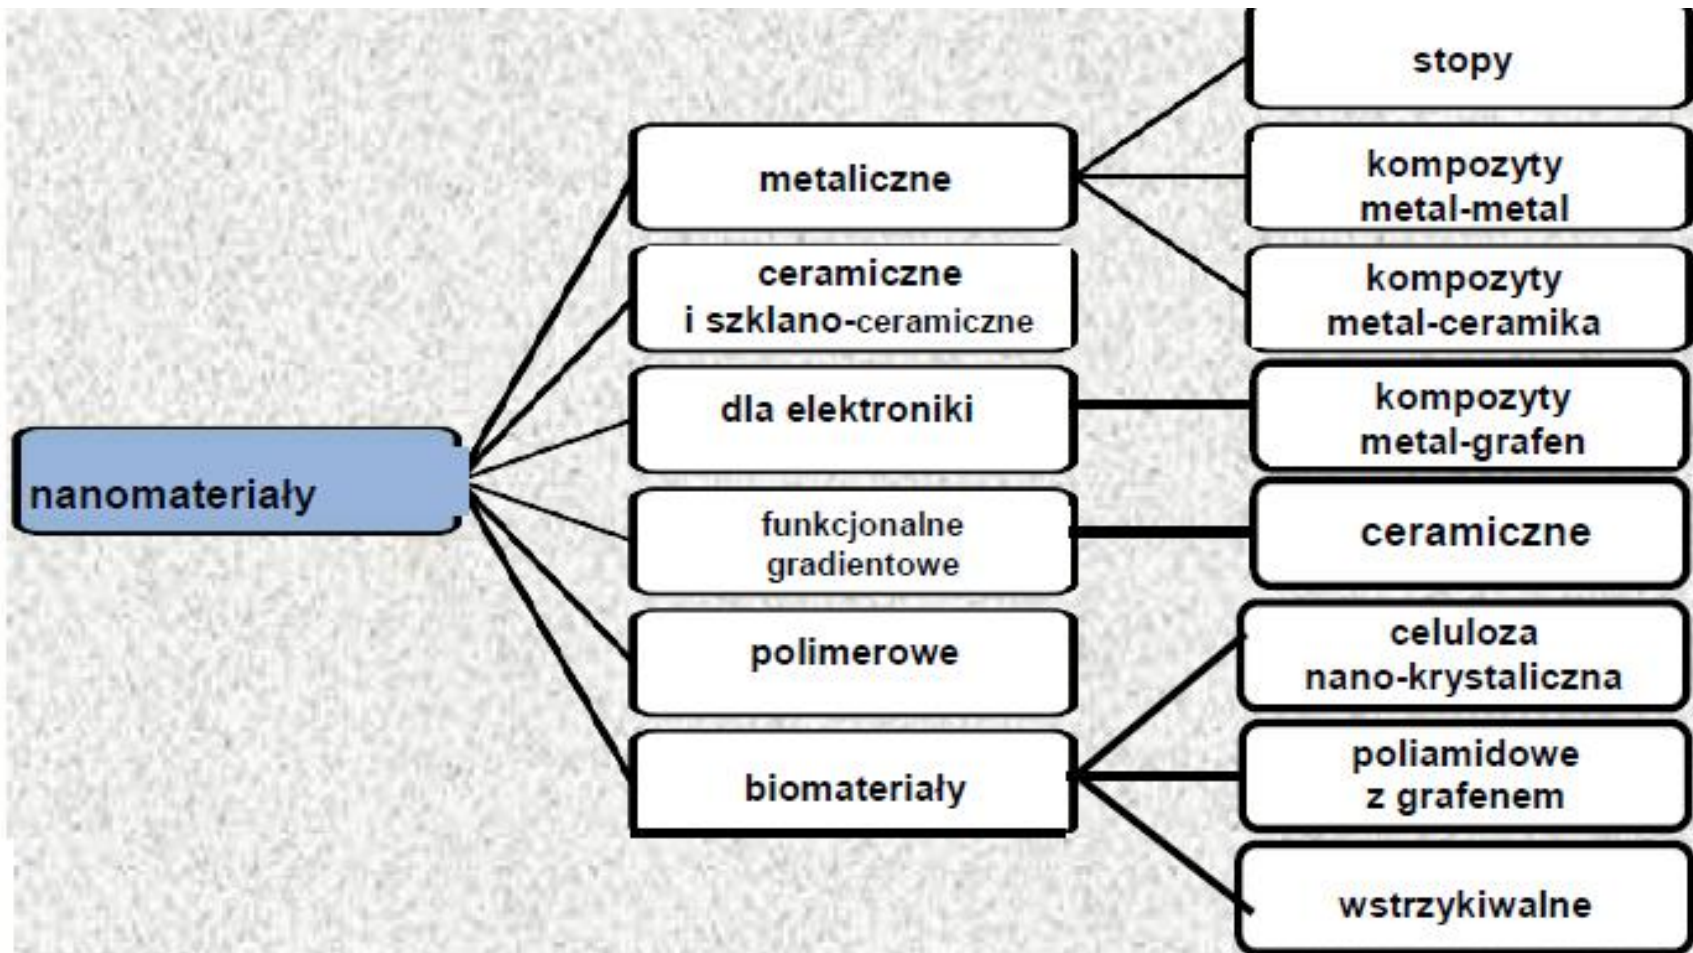 nanomateriały
metaliczne
ceramiczne
i szklano-ceramiczne
dla elektroniki
funkcjonalne
gradientowe
polimerowe
biomateriały
stopy
kompozyty
metal-metal
kompozyty
metal-ceramika
kompozyty
metal-grafen
ceramiczne
celuloza
nano-krystaliczna
poliamidowe
z grafenem
wstrzykiwalne